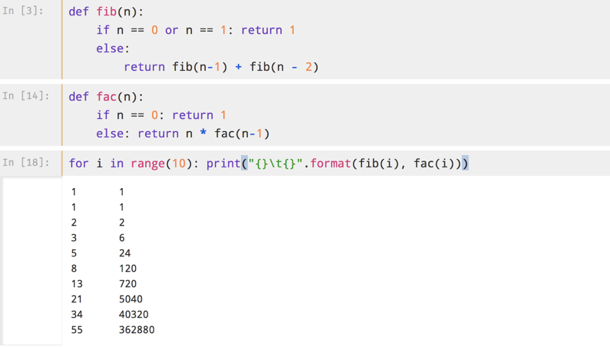 In [3]: def fib(n):
if n == 0 or n == 1: return 1
else:
return fib(n-1) + fib(n - 2)
In [14]: def fac(n):
if n == 0: return 1
else: return n * fac(n-1)
In [18]: for i in range(10): print("{}\t{}".format(fib(i), fac(i)))
1 1
1 1
2 2
3 6
5 24
8 120
13 720
21 5040
34 40320
55 362880